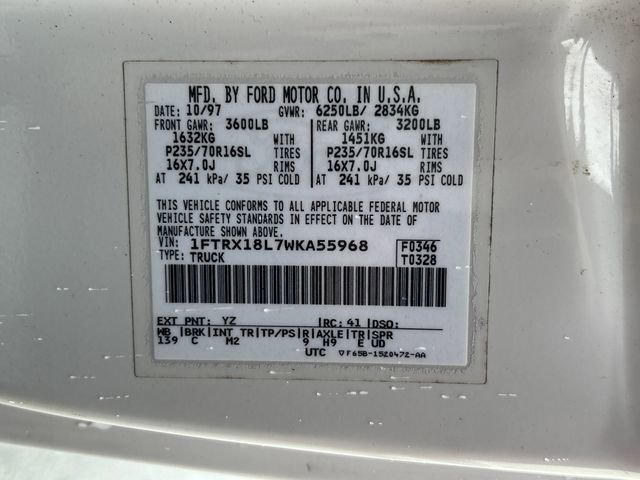 MFD. BY FORD MOTOR CO. IN U.S.A.
DATE: 10/97 GVWR: 6250LB/ 2834KG
FRONT GAWR: 3600LB REAR GAWR: 3200LB
1632KG WITH 1451KG WITH
P235/70R16SL TIRES P235/70R16SL TIRES
16X7.0J RIMS 16X7.0J RIMS
AT 241 kPa/ 35 PSI COLD AT 241 kPa/ 35 PSI COLD
THIS VEHICLE CONFORMS TO ALL APPLICABLE FEDERAL MOTOR
VEHICLE SAFETY STANDARDS IN EFFECT ON THE DATE OF
MANUFACTURE SHOWN ABOVE.
VIN: 1FTRX18L7WKA55968 F0346
TYPE: TRUCK T0328
EXT PNT: YZ RC: 41 DSO:
WB BRK INT TR TP/PS R AXLE TR SPR
139 C M2 9 H9 E UD
UTC ▽F65B-1520472-AA